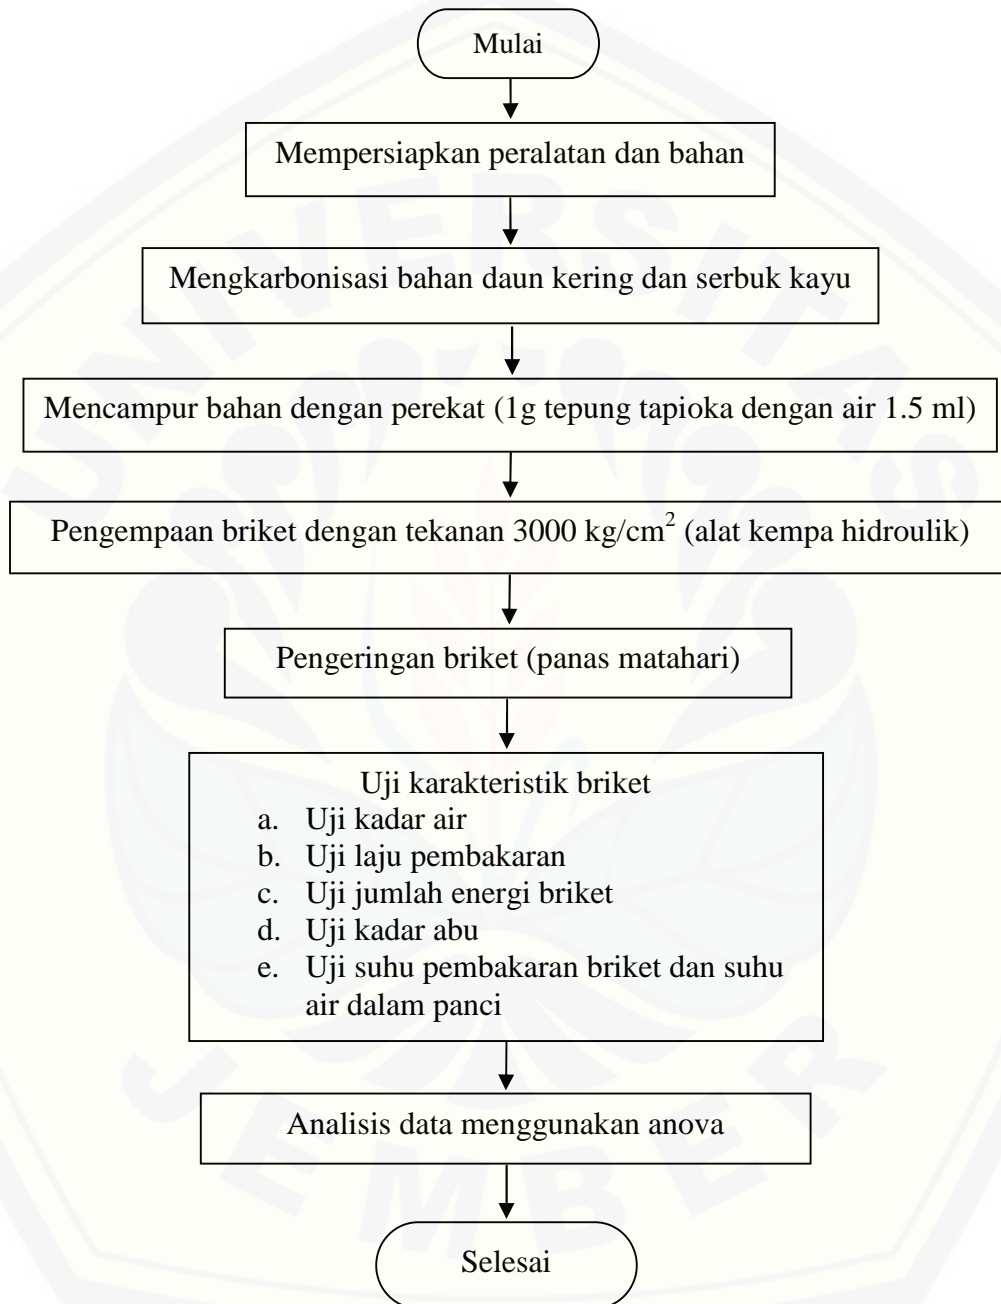 Mulai
Mempersiapkan peralatan dan bahan
Mengkarbonisasi bahan daun kering dan serbuk kayu
Mencampur bahan dengan perekat (1g tepung tapioka dengan air 1.5 ml)
Pengempaan briket dengan tekanan 3000 kg/cm² (alat kempa hidroulik)
Pengeringan briket (panas matahari)
Uji karakteristik briket
a. Uji kadar air
b. Uji laju pembakaran
c. Uji jumlah energi briket
d. Uji kadar abu
e. Uji suhu pembakaran briket dan suhu
air dalam panci
Analisis data menggunakan anova
Selesai
UNIVERSITAS
JEMBER